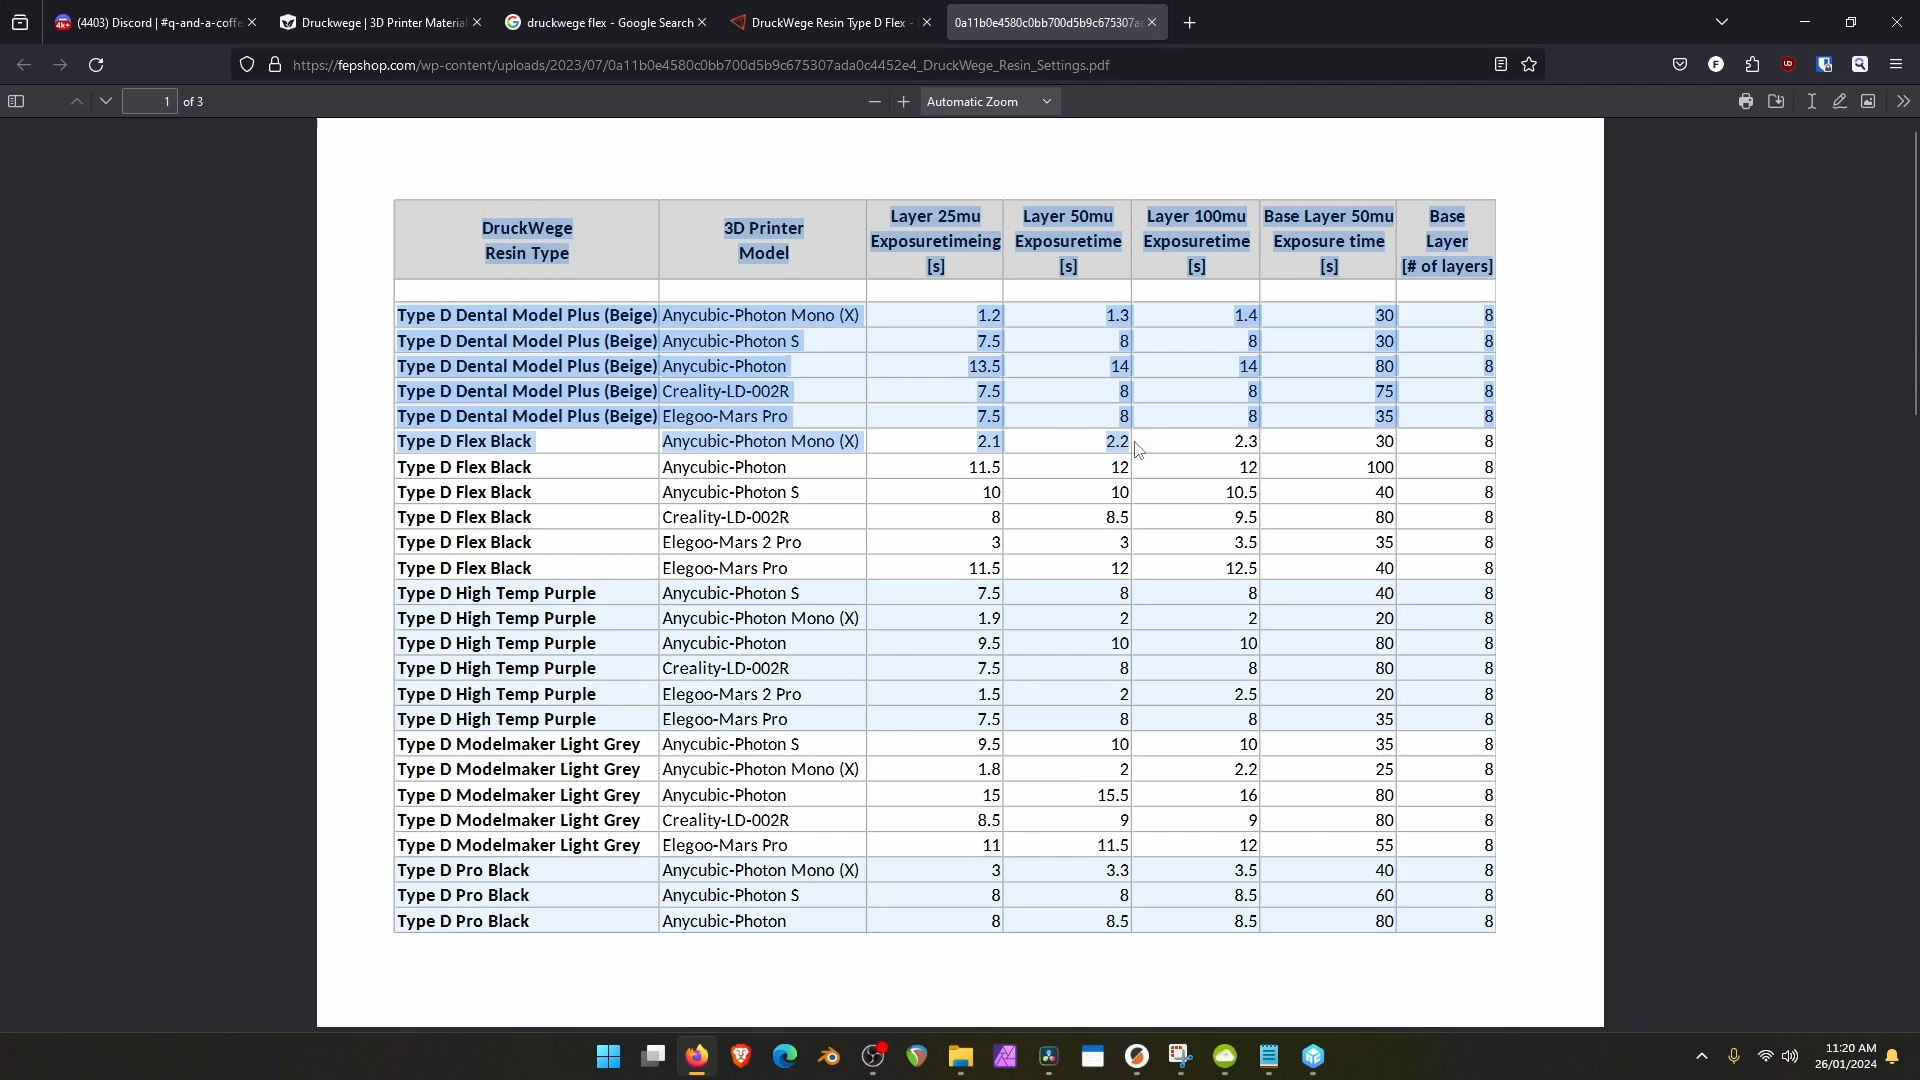 (4403) Discord | #q-and-a-coffe
Druckwege | 3D Printer Material
druckwege flex - Google Search
DruckWege Resin Type D Flex -
0a11b0e4580c0bb700d5b9c675307ad
https://fepshop.com/wp-content/uploads/2023/07/0a11b0e4580c0bb700d5b9c675307ada0c4452e4_DruckWege_Resin_Settings.pdf
1 of 3
Automatic Zoom
DruckWege Resin Type 3D Printer Model Layer 25mu Exposuretimeing [s] Layer 50mu Exposuretime [s] Layer 100mu Exposuretime [s] Base Layer 50mu Exposure time [s] Base Layer [# of layers]
Type D Dental Model Plus (Beige) Anycubic-Photon Mono (X) 1.2 1.3 1.4 30 8
Type D Dental Model Plus (Beige) Anycubic-Photon S 7.5 8 8 30 8
Type D Dental Model Plus (Beige) Anycubic-Photon 13.5 14 14 80 8
Type D Dental Model Plus (Beige) Creality-LD-002R 7.5 8 8 75 8
Type D Dental Model Plus (Beige) Elegoo-Mars Pro 7.5 8 8 35 8
Type D Flex Black Anycubic-Photon Mono (X) 2.1 2.2 2.3 30 8
Type D Flex Black Anycubic-Photon 11.5 12 12 100 8
Type D Flex Black Anycubic-Photon S 10 10 10.5 40 8
Type D Flex Black Creality-LD-002R 8 8.5 9.5 80 8
Type D Flex Black Elegoo-Mars 2 Pro 3 3 3.5 35 8
Type D Flex Black Elegoo-Mars Pro 11.5 12 12.5 40 8
Type D High Temp Purple Anycubic-Photon S 7.5 8 8 40 8
Type D High Temp Purple Anycubic-Photon Mono (X) 1.9 2 2 20 8
Type D High Temp Purple Anycubic-Photon 9.5 10 10 80 8
Type D High Temp Purple Creality-LD-002R 7.5 8 8 80 8
Type D High Temp Purple Elegoo-Mars 2 Pro 1.5 2 2.5 20 8
Type D High Temp Purple Elegoo-Mars Pro 7.5 8 8 35 8
Type D Modelmaker Light Grey Anycubic-Photon S 9.5 10 10 35 8
Type D Modelmaker Light Grey Anycubic-Photon Mono (X) 1.8 2 2.2 25 8
Type D Modelmaker Light Grey Anycubic-Photon 15 15.5 16 80 8
Type D Modelmaker Light Grey Creality-LD-002R 8.5 9 9 80 8
Type D Modelmaker Light Grey Elegoo-Mars Pro 11 11.5 12 55 8
Type D Pro Black Anycubic-Photon Mono (X) 3 3.3 3.5 40 8
Type D Pro Black Anycubic-Photon S 8 8 8.5 60 8
Type D Pro Black Anycubic-Photon 8 8.5 8.5 80 8
11:20 AM
26/01/2024